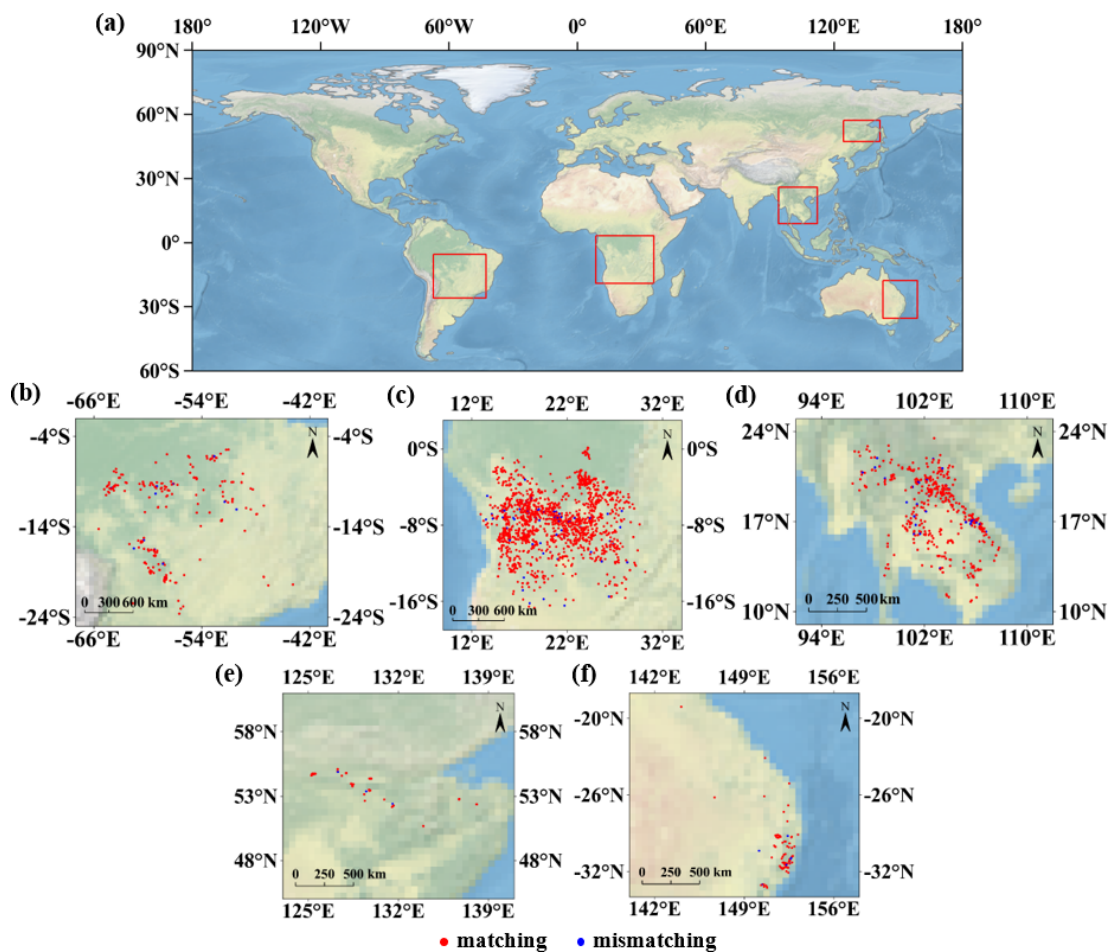 (a) 180° 120°W 60°W 0° 60°E 120°E 180°
90°N
60°N
30°N
0°
30°S
60°S
(b) -66°E -54°E -42°E
-4°S -4°S
N
-14°S -14°S
0 300 600 km
-24°S -24°S
-66°E -54°E -42°E
(c) 12°E 22°E 32°E
0°S 0°S
N
-8°S -8°S
-16°S -16°S
0 300 600 km
12°E 22°E 32°E
(d) 94°E 102°E 110°E
24°N 24°N
N
17°N 17°N
0 250 500 km
10°N 10°N
94°E 102°E 110°E
(e) 125°E 132°E 139°E
N
58°N 58°N
53°N 53°N
48°N 48°N
0 250 500 km
125°E 132°E 139°E
(f) 142°E 149°E 156°E
N
-20°N -20°N
-26°N -26°N
-32°N -32°N
0 250 500 km
142°E 149°E 156°E
matching mismatching